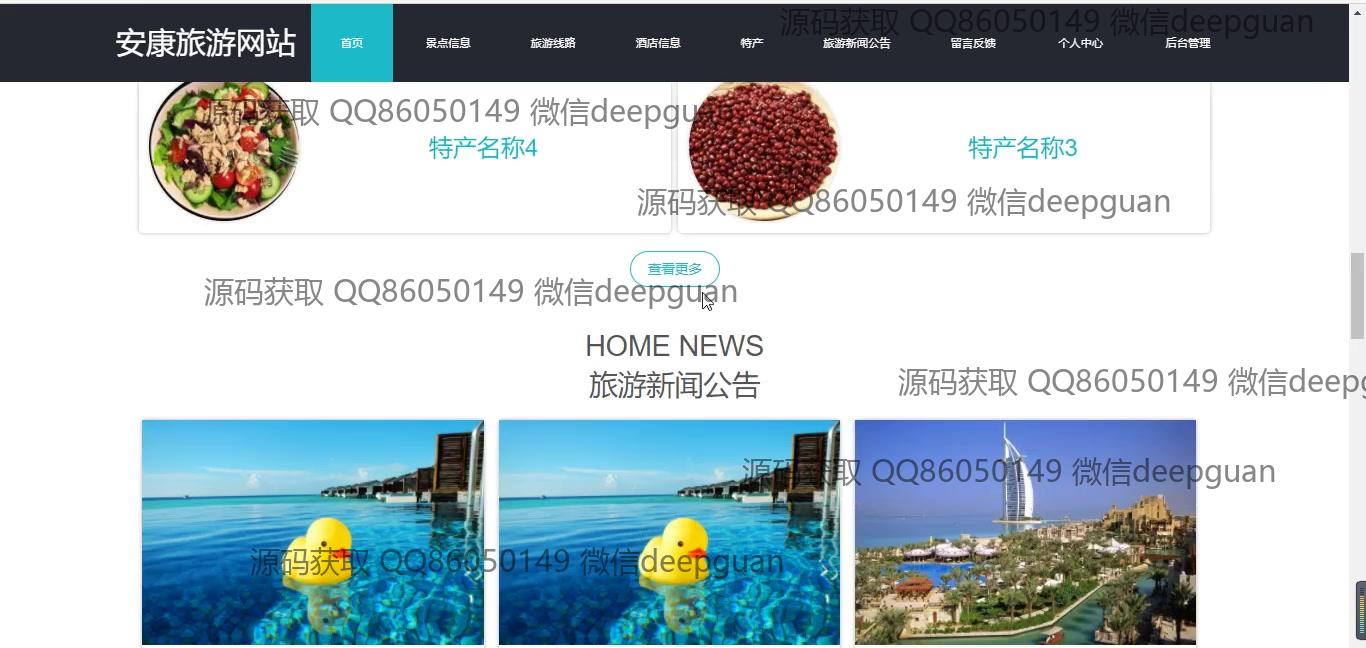 安康旅游网站 首页 景点信息 旅游线路 酒店信息 特产 旅游新闻公告 留言反馈 个人中心 后台管理
源码获取 QQ86050149 微信deepguan
源码获取 QQ86050149 微信deepguan
特产名称4 特产名称3
源码获取 QQ86050149 微信deepguan
查看更多
源码获取 QQ86050149 微信deepguan
HOME NEWS
旅游新闻公告
源码获取 QQ86050149 微信deepg
源码获取 QQ86050149 微信deepguan
源码获取 QQ86050149 微信deepguan